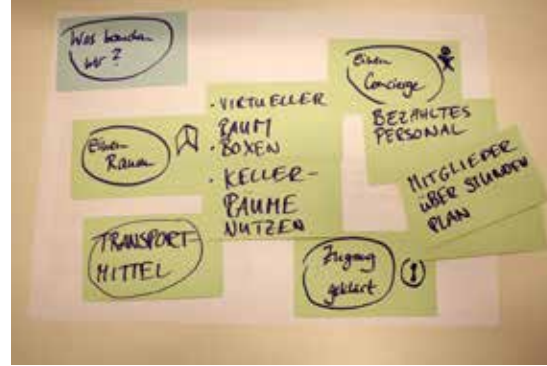 Was brauchen
wir?
Einen
Raum
• VIRTUELLER
RAUM
• BOXEN
• KELLER-
RÄUME
NUTZEN
TRANSPORT-
MITTEL
Einen
Concierge
BEZAHLTES
PERSONAL
MITGLIEDER
ÜBER STUNDEN
PLAN
Zugang
geklärt
!